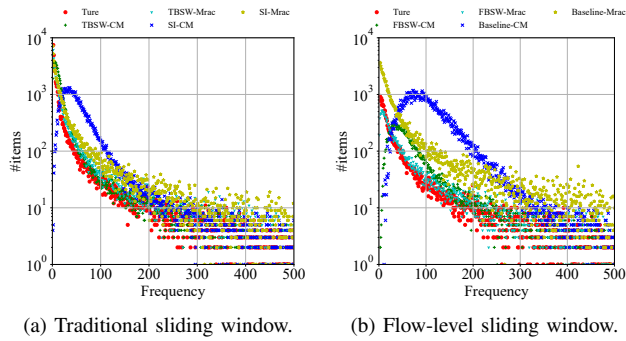 Ture TBSW-Mrac SI-Mrac
TBSW-CM SI-CM
10^4
10^3
10^2
10^1
10^0
#items
0 100 200 300 400 500
Frequency
(a) Traditional sliding window.
Ture FBSW-Mrac Baseline-Mrac
FBSW-CM Baseline-CM
10^4
10^3
10^2
10^1
10^0
#items
0 100 200 300 400 500
Frequency
(b) Flow-level sliding window.